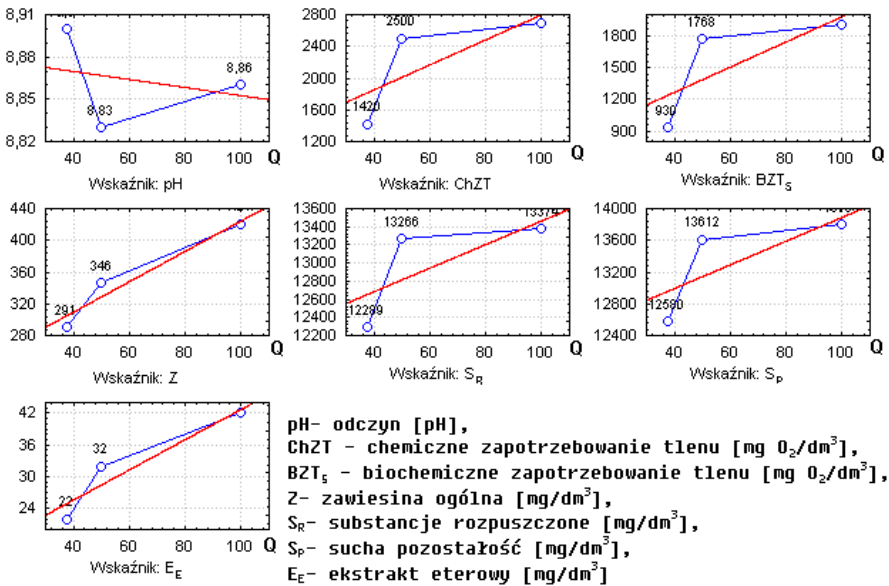 8,91
8,88
8,85
8,82
8,83
8,86
40 60 80 100 Q
Wskaźnik: pH
2800
2400
2000
1600
1200
2500
1420
40 60 80 100 Q
Wskaźnik: ChZT
1800
1500
1200
900
1768
930
40 60 80 100 Q
Wskaźnik: BZT5
440
400
360
320
280
346
291
40 60 80 100 Q
Wskaźnik: Z
13600
13400
13200
13000
12800
12600
12400
12200
13266
13374
12289
40 60 80 100 Q
Wskaźnik: SR
14000
13600
13200
12800
12400
13612
12580
40 60 80 100 Q
Wskaźnik: SP
42
36
30
24
32
22
40 60 80 100 Q
Wskaźnik: EE
pH– odczyn [pH],
ChZT – chemiczne zapotrzebowanie tlenu [mg O₂/dm³],
BZT₅ – biochemiczne zapotrzebowanie tlenu [mg O₂/dm³],
Z– zawiesina ogólna [mg/dm³],
SR– substancje rozpuszczone [mg/dm³],
SP– sucha pozostałość [mg/dm³],
EE– ekstrakt eterowy [mg/dm³]